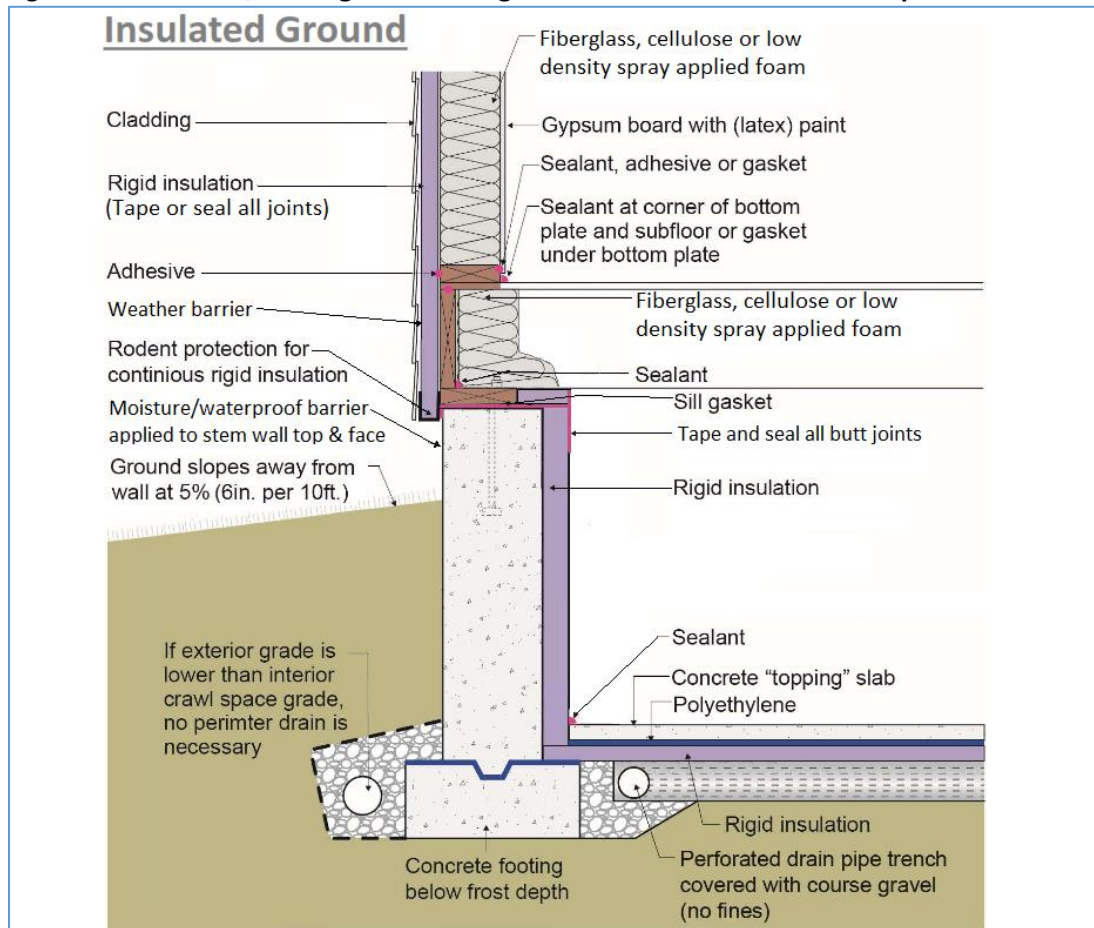 Insulated Ground
Fiberglass, cellulose or low
density spray applied foam
Cladding
Gypsum board with (latex) paint
Sealant, adhesive or gasket
Rigid insulation
(Tape or seal all joints)
Sealant at corner of bottom
plate and subfloor or gasket
under bottom plate
Adhesive
Weather barrier
Fiberglass, cellulose or low
density spray applied foam
Rodent protection for
continious rigid insulation
Sealant
Sill gasket
Moisture/waterproof barrier
applied to stem wall top & face
Tape and seal all butt joints
Ground slopes away from
wall at 5% (6in. per 10ft.)
Rigid insulation
If exterior grade is
lower than interior
crawl space grade,
no perimter drain is
necessary
Sealant
Concrete “topping” slab
Polyethylene
Rigid insulation
Concrete footing
below frost depth
Perforated drain pipe trench
covered with course gravel
(no fines)